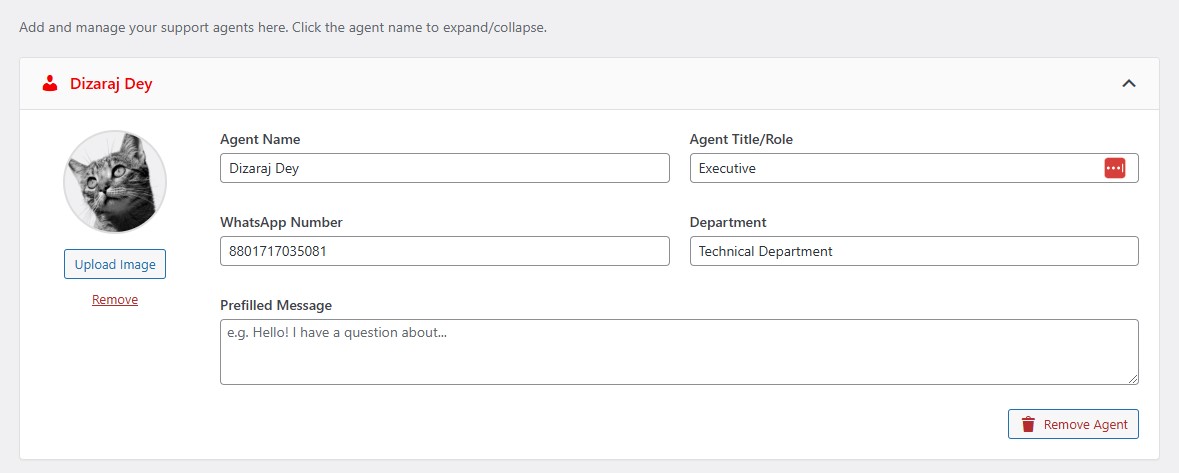 Add and manage your support agents here. Click the agent name to expand/collapse.
Dizaraj Dey
Agent Name
Agent Title/Role
Dizaraj Dey
Executive
WhatsApp Number
Department
8801717035081
Technical Department
Upload Image
Remove
Prefilled Message
e.g. Hello! I have a question about...
Remove Agent